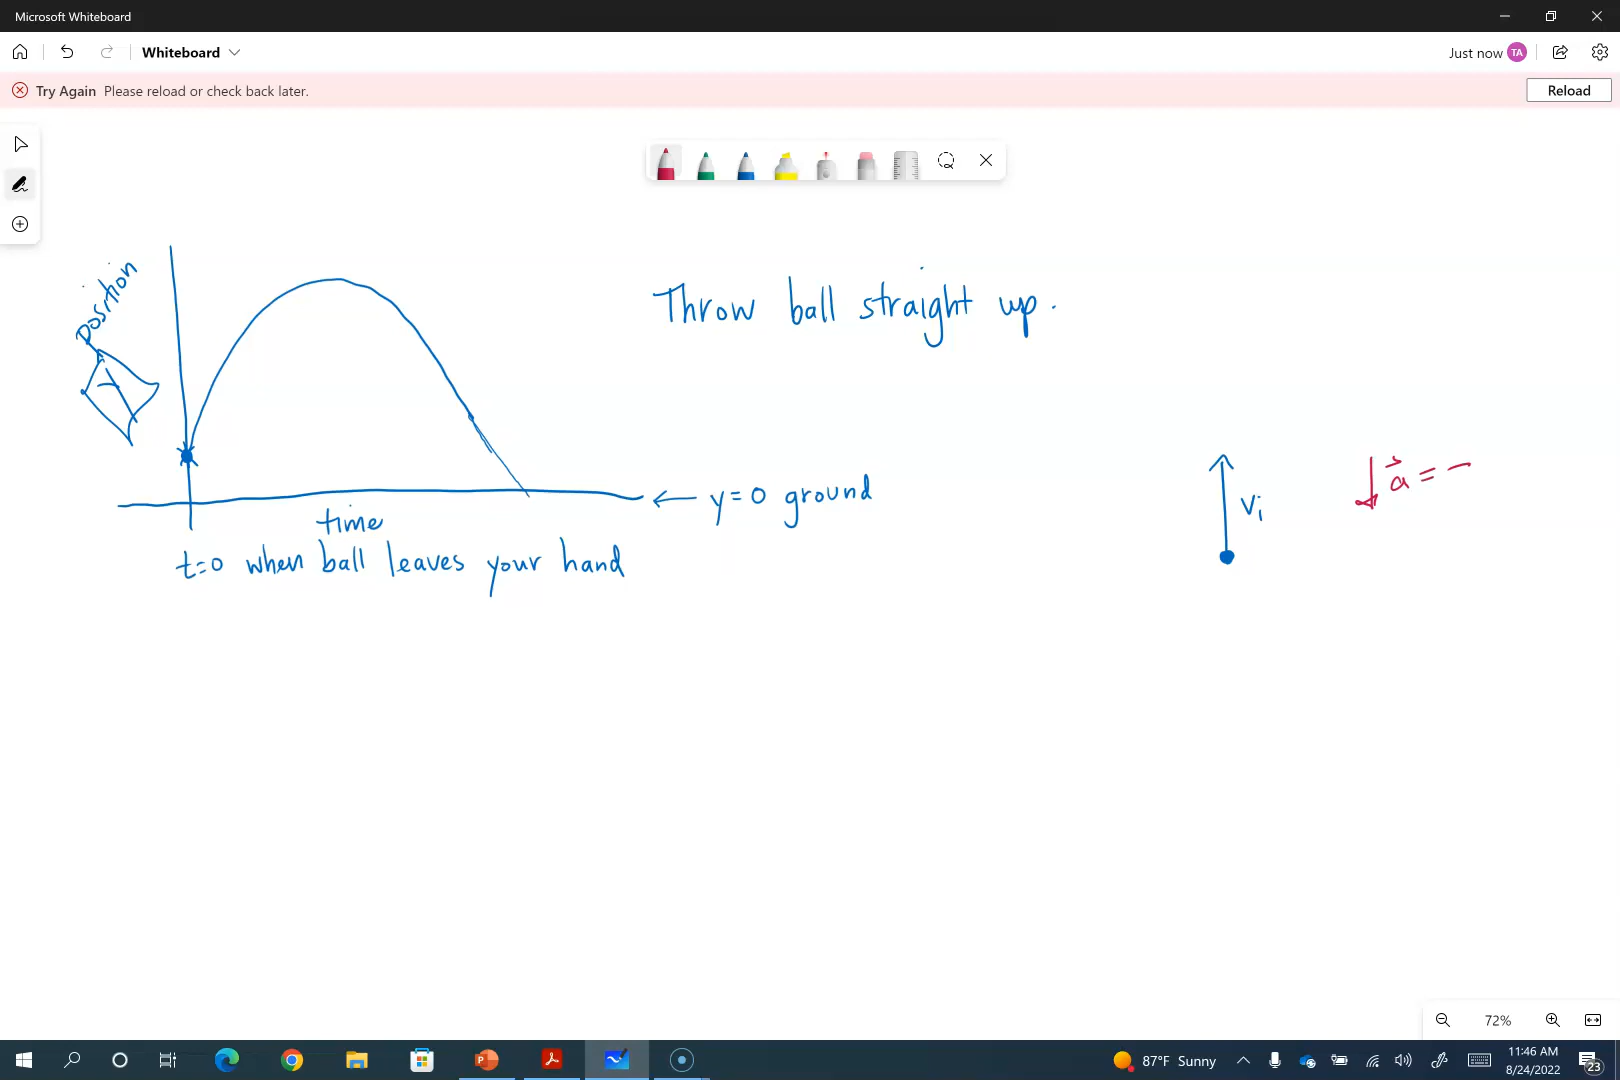 Microsoft Whiteboard
Whiteboard
Just now TA
Try Again Please reload or check back later.
Reload
position
y
Throw ball straight up.
y=0 ground
time
t=0 when ball leaves your hand
vi
a = -
72%
87°F Sunny
11:46 AM
8/24/2022
23